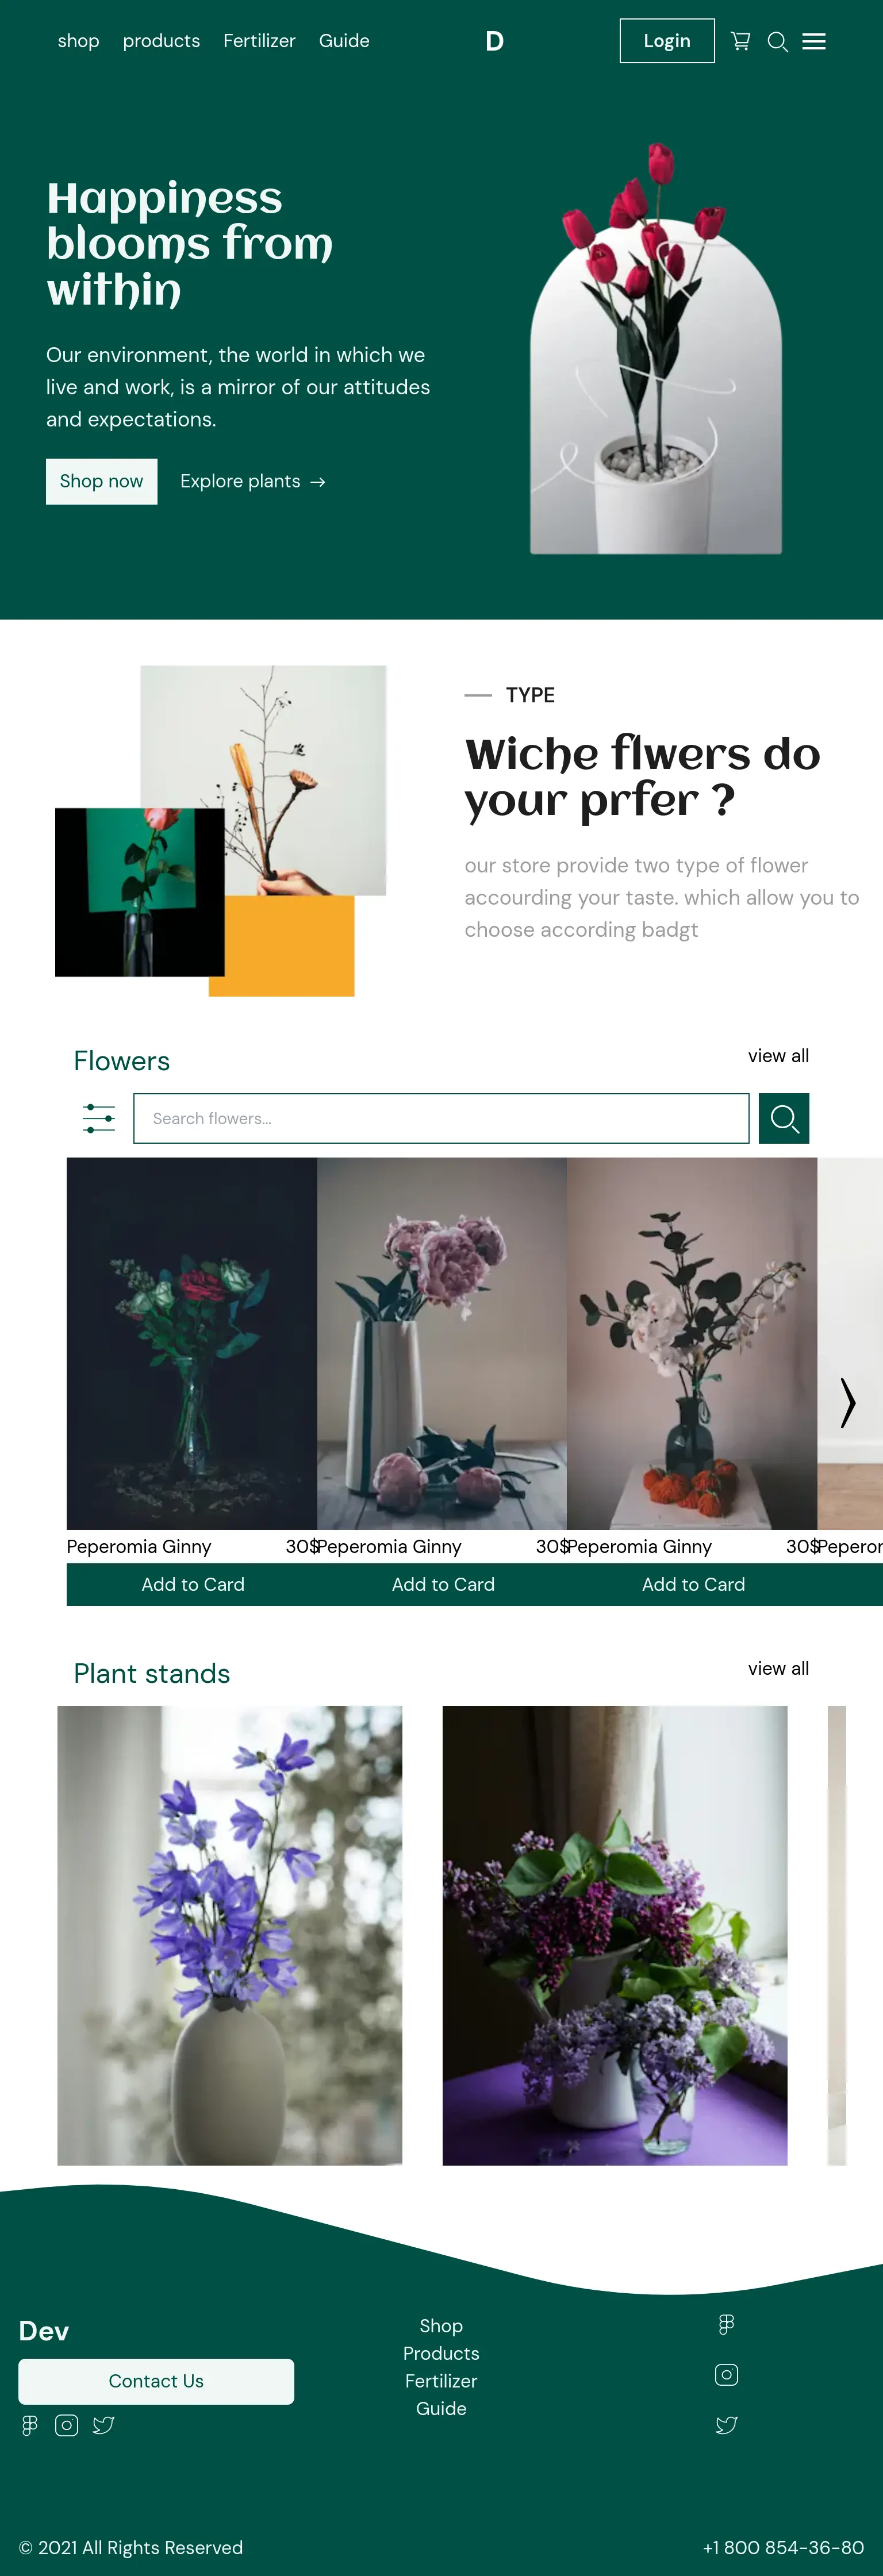 shop products Fertilizer Guide D Login
Happiness
blooms from
within
Our environment, the world in which we
live and work, is a mirror of our attitudes
and expectations.
Shop now Explore plants →
TYPE
Wiche flwers do
your prfer ?
our store provide two type of flower
accourding your taste. which allow you to
choose according badgt
Flowers view all
Search flowers...
Peperomia Ginny 30$ Peperomia Ginny 30$ Peperomia Ginny 30$ Peperor
Add to Card Add to Card Add to Card
Plant stands view all
Dev
Contact Us
Shop
Products
Fertilizer
Guide
© 2021 All Rights Reserved +1 800 854-36-80